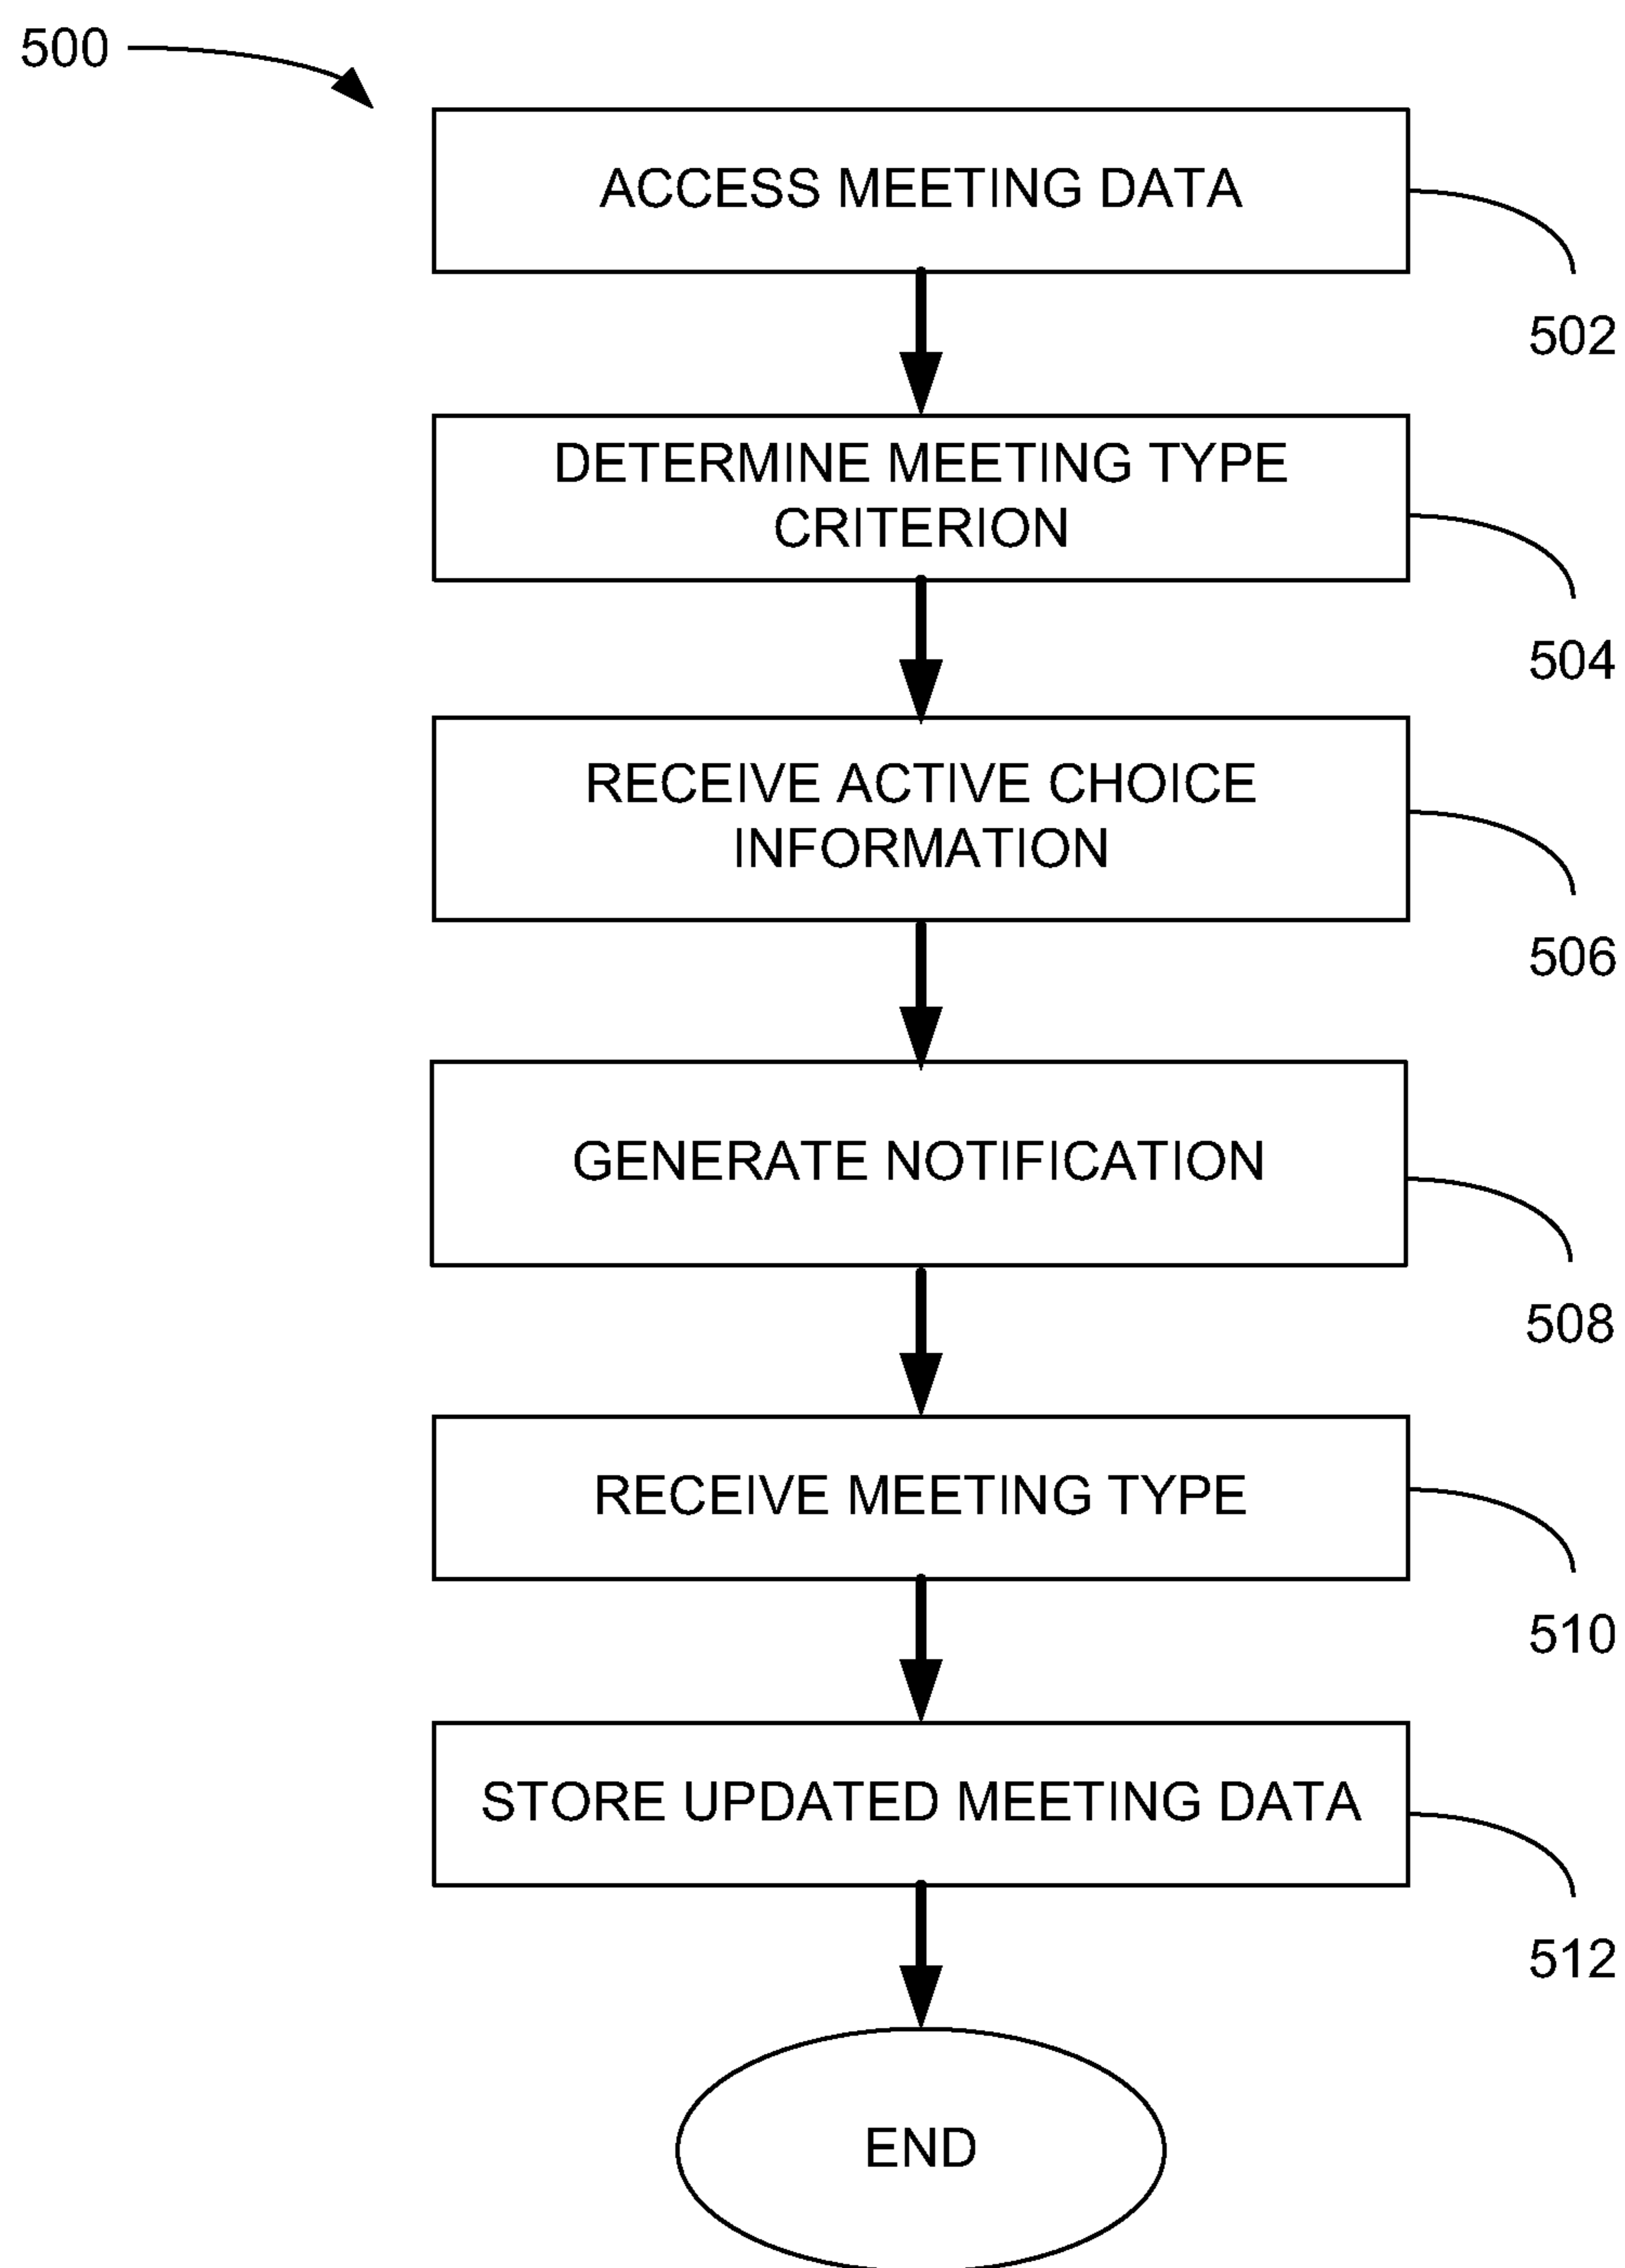 500
ACCESS MEETING DATA
502
DETERMINE MEETING TYPE
CRITERION
504
RECEIVE ACTIVE CHOICE
INFORMATION
506
GENERATE NOTIFICATION
508
RECEIVE MEETING TYPE
510
STORE UPDATED MEETING DATA
512
END